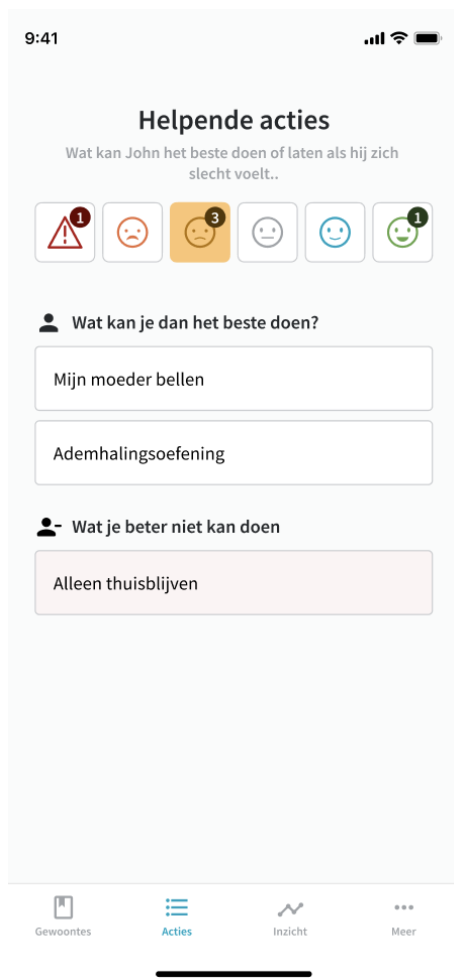 9:41
Helpende acties
Wat kan John het beste doen of laten als hij zich
slecht voelt..
1
3
1
Wat kan je dan het beste doen?
Mijn moeder bellen
Ademhalingsoefening
Wat je beter niet kan doen
Alleen thuisblijven
Gewoontes
Acties
Inzicht
Meer